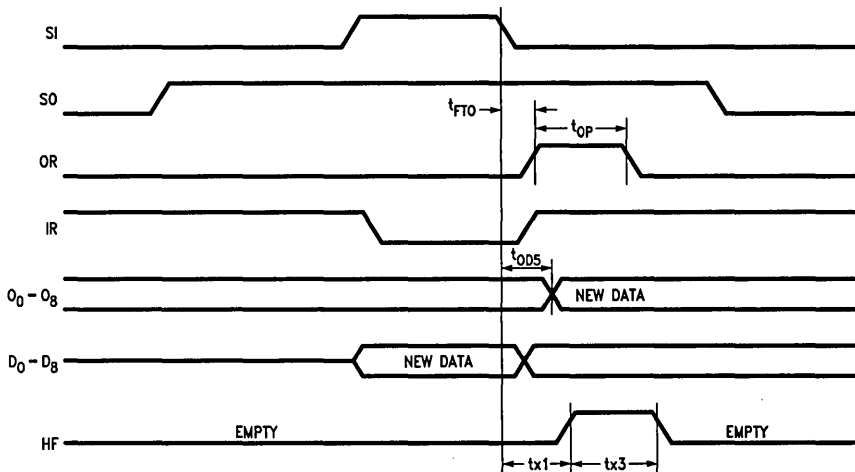 SI
SO
tFTO
tOP
OR
IR
tOD5
O0 – O8 NEW DATA
D0 – D8 NEW DATA
HF EMPTY EMPTY
tx1 tx3